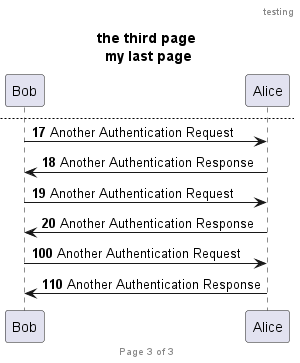 testing
the third page
my last page
Bob Alice
17 Another Authentication Request
18 Another Authentication Response
19 Another Authentication Request
20 Another Authentication Response
100 Another Authentication Request
110 Another Authentication Response
Bob Alice
Page 3 of 3